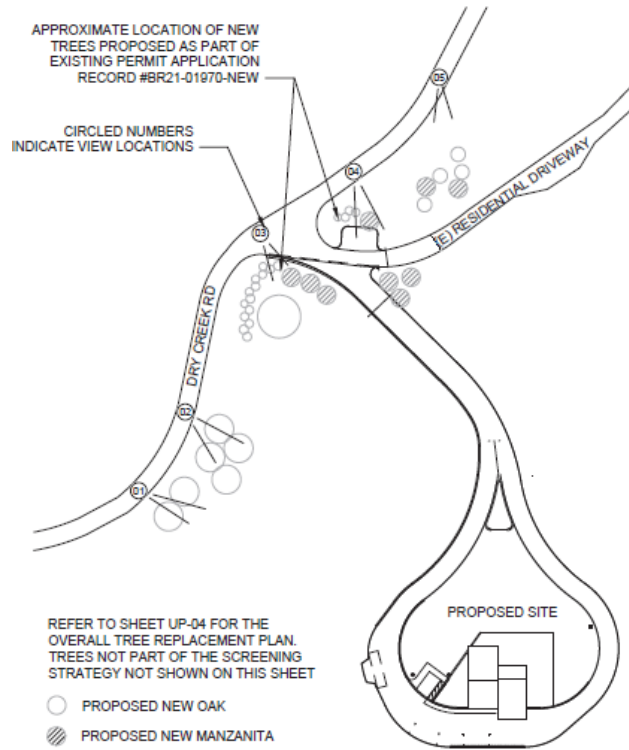 APPROXIMATE LOCATION OF NEW
TREES PROPOSED AS PART OF
EXISTING PERMIT APPLICATION
RECORD #BR21-01970-NEW
CIRCLED NUMBERS
INDICATE VIEW LOCATIONS
05
04
03
(E) RESIDENTIAL DRIVEWAY
DRY CREEK RD
02
01
PROPOSED SITE
REFER TO SHEET UP-04 FOR THE
OVERALL TREE REPLACEMENT PLAN.
TREES NOT PART OF THE SCREENING
STRATEGY NOT SHOWN ON THIS SHEET
PROPOSED NEW OAK
PROPOSED NEW MANZANITA